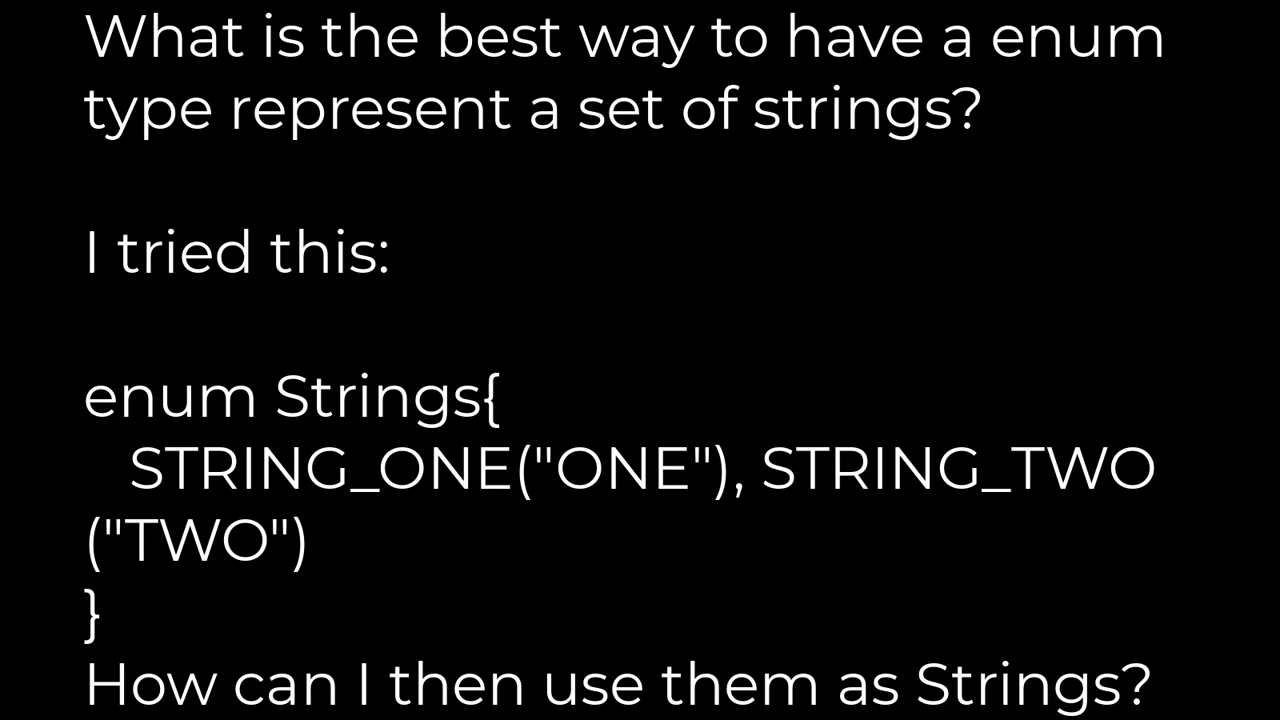 What is the best way to have a enum
type represent a set of strings?
I tried this:
enum Strings{
   STRING_ONE("ONE"), STRING_TWO
("TWO")
}
How can I then use them as Strings?